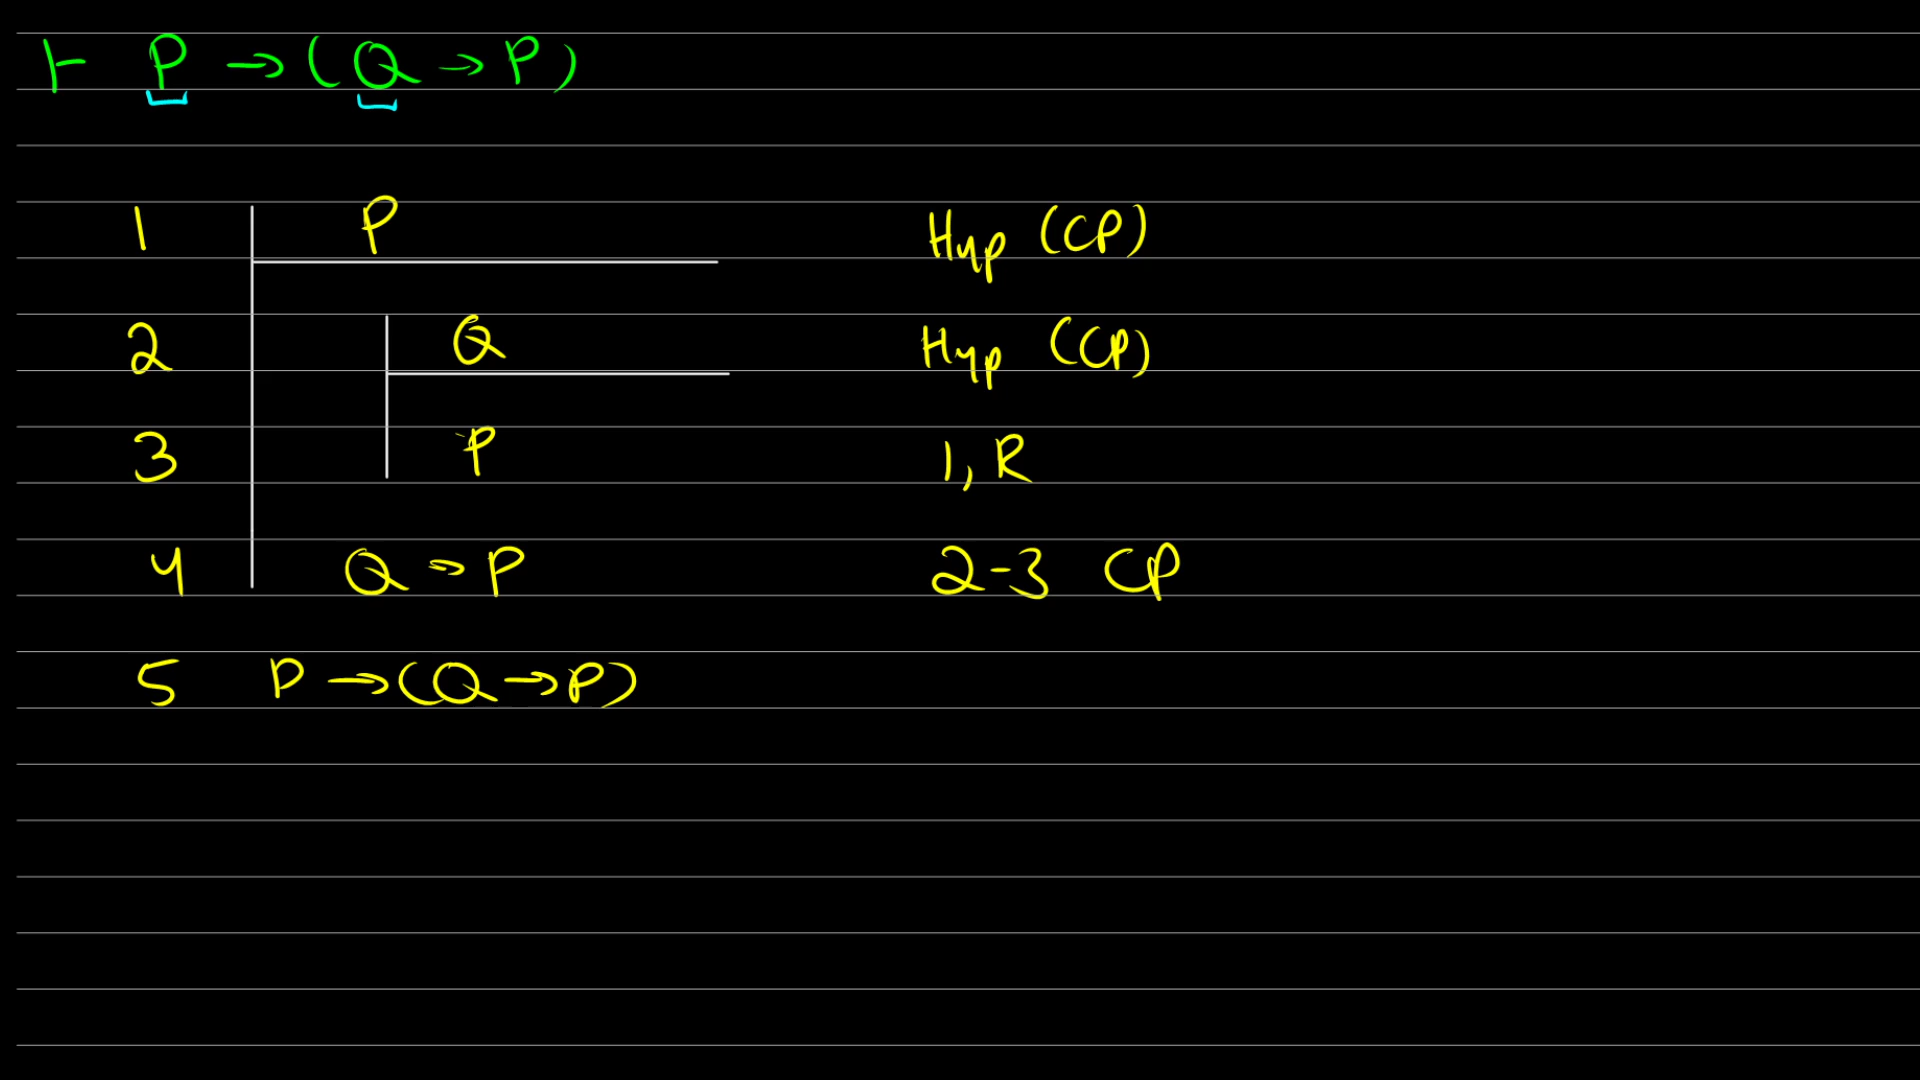 ⊢ P → (Q → P)
1 P Hyp (CP)
2 Q Hyp (CP)
3 P 1, R
4 Q → P 2-3 CP
5 P → (Q → P)